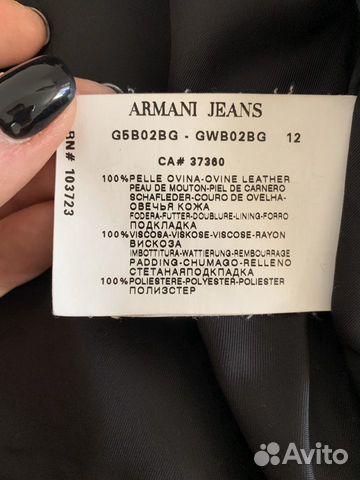 ARMANI JEANS
G5B02BG - GWB02BG 12
CA# 37360
100%PELLE OVINA-OVINE LEATHER
PEAU DE MOUTON-PIEL DE CARNERO
SCHAFLEDER-COURO DE OVELHA-
ОВЕЧЬЯ КОЖА
FODERA-FUTTER-DOUBLURE-LINING-FORRO
ПОДКЛАДКА
100%VISCOSA-VISKOSE-VISCOSE-RAYON
ВИСКОЗА
IMBOTTITURA-WATTIERUNG-REMBOURRAGE
PADDING-CHUMAGO-RELLENO
СТЕГАНАЯПОДКПАДКА
100%POLIESTERE-POLYESTER-POLIESTER
ПОЛИЭСТЕР
RN# 103723
Avito